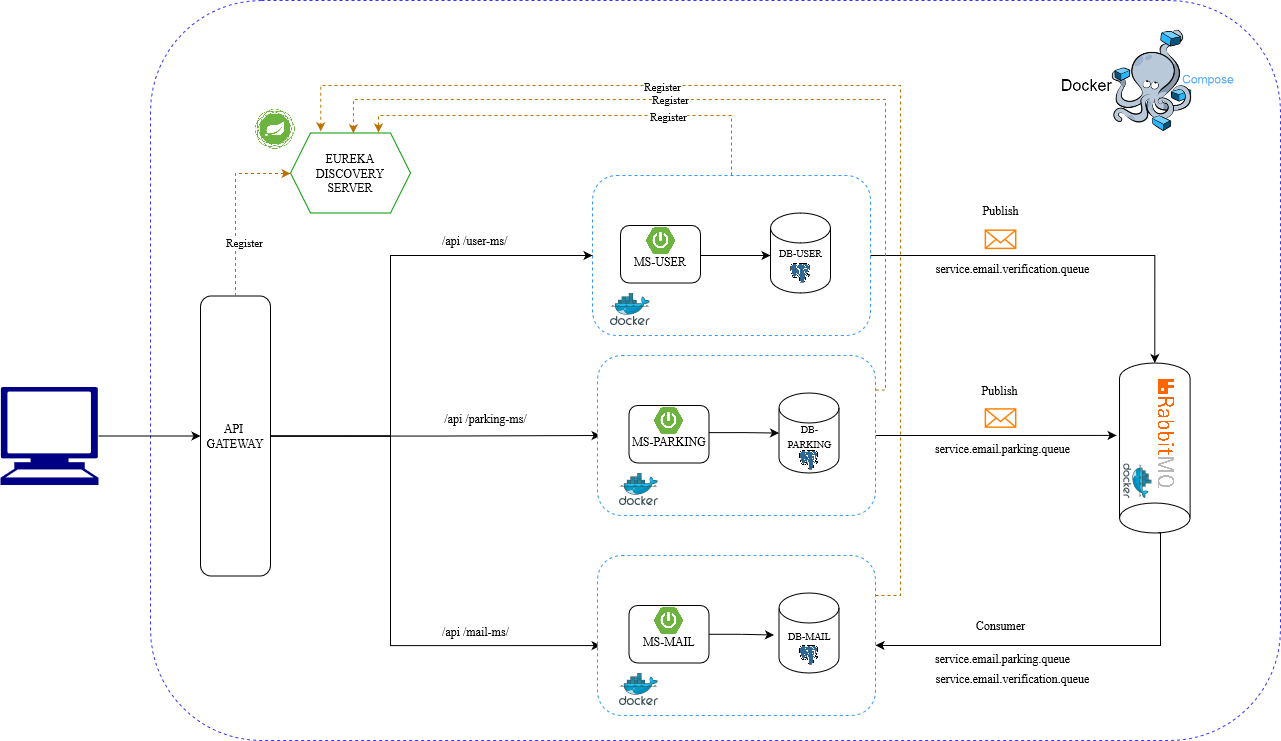 Docker
Compose
Register
Register
Register
EUREKA
DISCOVERY
SERVER
Register
/api /user-ms/
MS-USER
DB-USER
docker
Publish
service.email.verification.queue
API
GATEWAY
/api /parking-ms/
MS-PARKING
DB-
PARKING
docker
Publish
service.email.parking.queue
RabbitMQ
docker
/api /mail-ms/
MS-MAIL
DB-MAIL
docker
Consumer
service.email.parking.queue
service.email.verification.queue